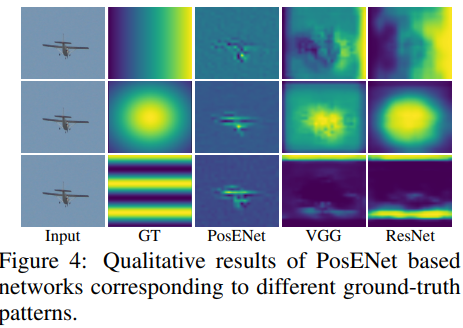 Input GT PosENet VGG ResNet
Figure 4: Qualitative results of PosENet based
networks corresponding to different ground-truth
patterns.